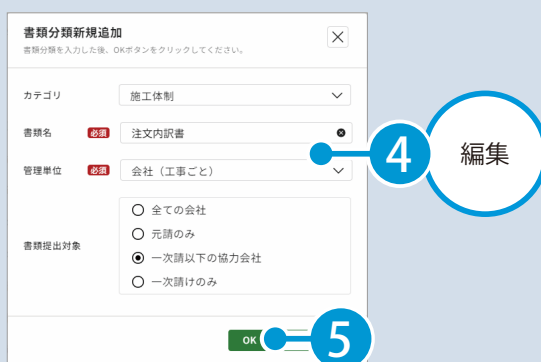 書類分類新規追加
書類分類を入力した後、OKボタンをクリックしてください。
カテゴリ
施工体制
書類名 必須 注文内訳書
管理単位 必須 会社（工事ごと）
4 編集
書類提出対象
全ての会社
元請のみ
一次請以下の協力会社
一次請けのみ
OK
5